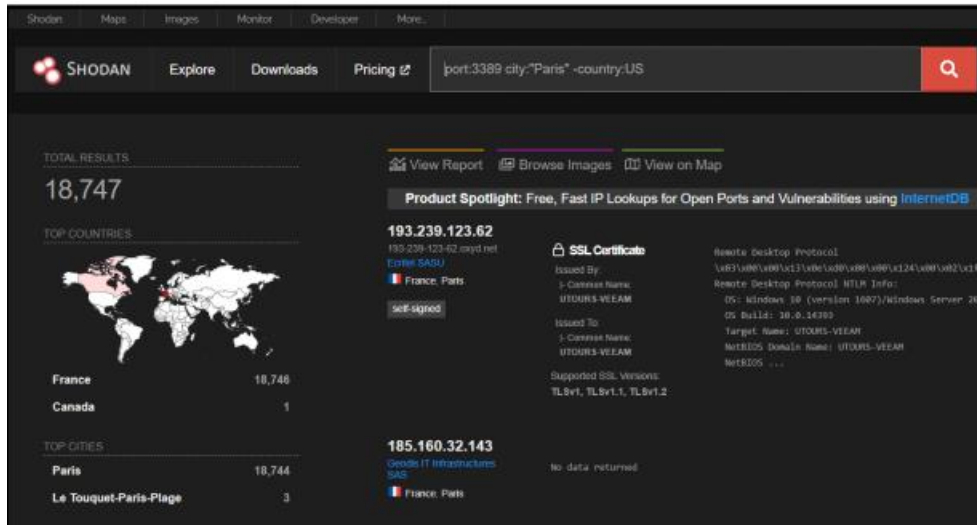 Shodan Maps Images Monitor Developer More...
SHODAN Explore Downloads Pricing port:3389 city:"Paris" -country:US
TOTAL RESULTS
18,747
TOP COUNTRIES
France 18,746
Canada 1
TOP CITIES
Paris 18,744
Le Touquet-Paris-Plage 3
View Report Browse Images View on Map
Product Spotlight: Free, Fast IP Lookups for Open Ports and Vulnerabilities using InternetDB
193.239.123.62
193-239-123-62.oxyd.net
Ecritel SASU
France, Paris
self-signed
SSL Certificate
Issued By:
|- Common Name:
UTOURS-VEEAM
Issued To:
|- Common Name:
UTOURS-VEEAM
Supported SSL Versions:
TLSv1, TLSv1.1, TLSv1.2
Remote Desktop Protocol
Remote Desktop Protocol NTLM Info:
OS: Windows 10 (version 1607)/Windows Server
OS Build: 10.0.14393
Target Name: UTOURS-VEEAM
NetBIOS Domain Name: UTOURS-VEEAM
NetBIOS ...
185.160.32.143
Geodis IT Infrastructures
SAS
France, Paris
No data returned